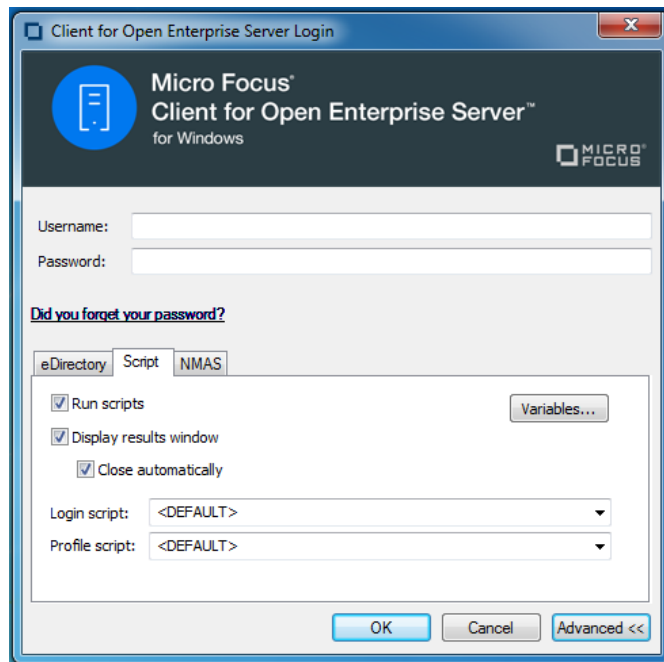 Client for Open Enterprise Server Login
X
Micro Focus®
Client for Open Enterprise Server™
for Windows
MICRO®
FOCUS
Username:
Password:
Did you forget your password?
eDirectory Script NMAS
Run scripts Variables...
Display results window
Close automatically
Login script: <DEFAULT>
Profile script: <DEFAULT>
OK Cancel Advanced <<